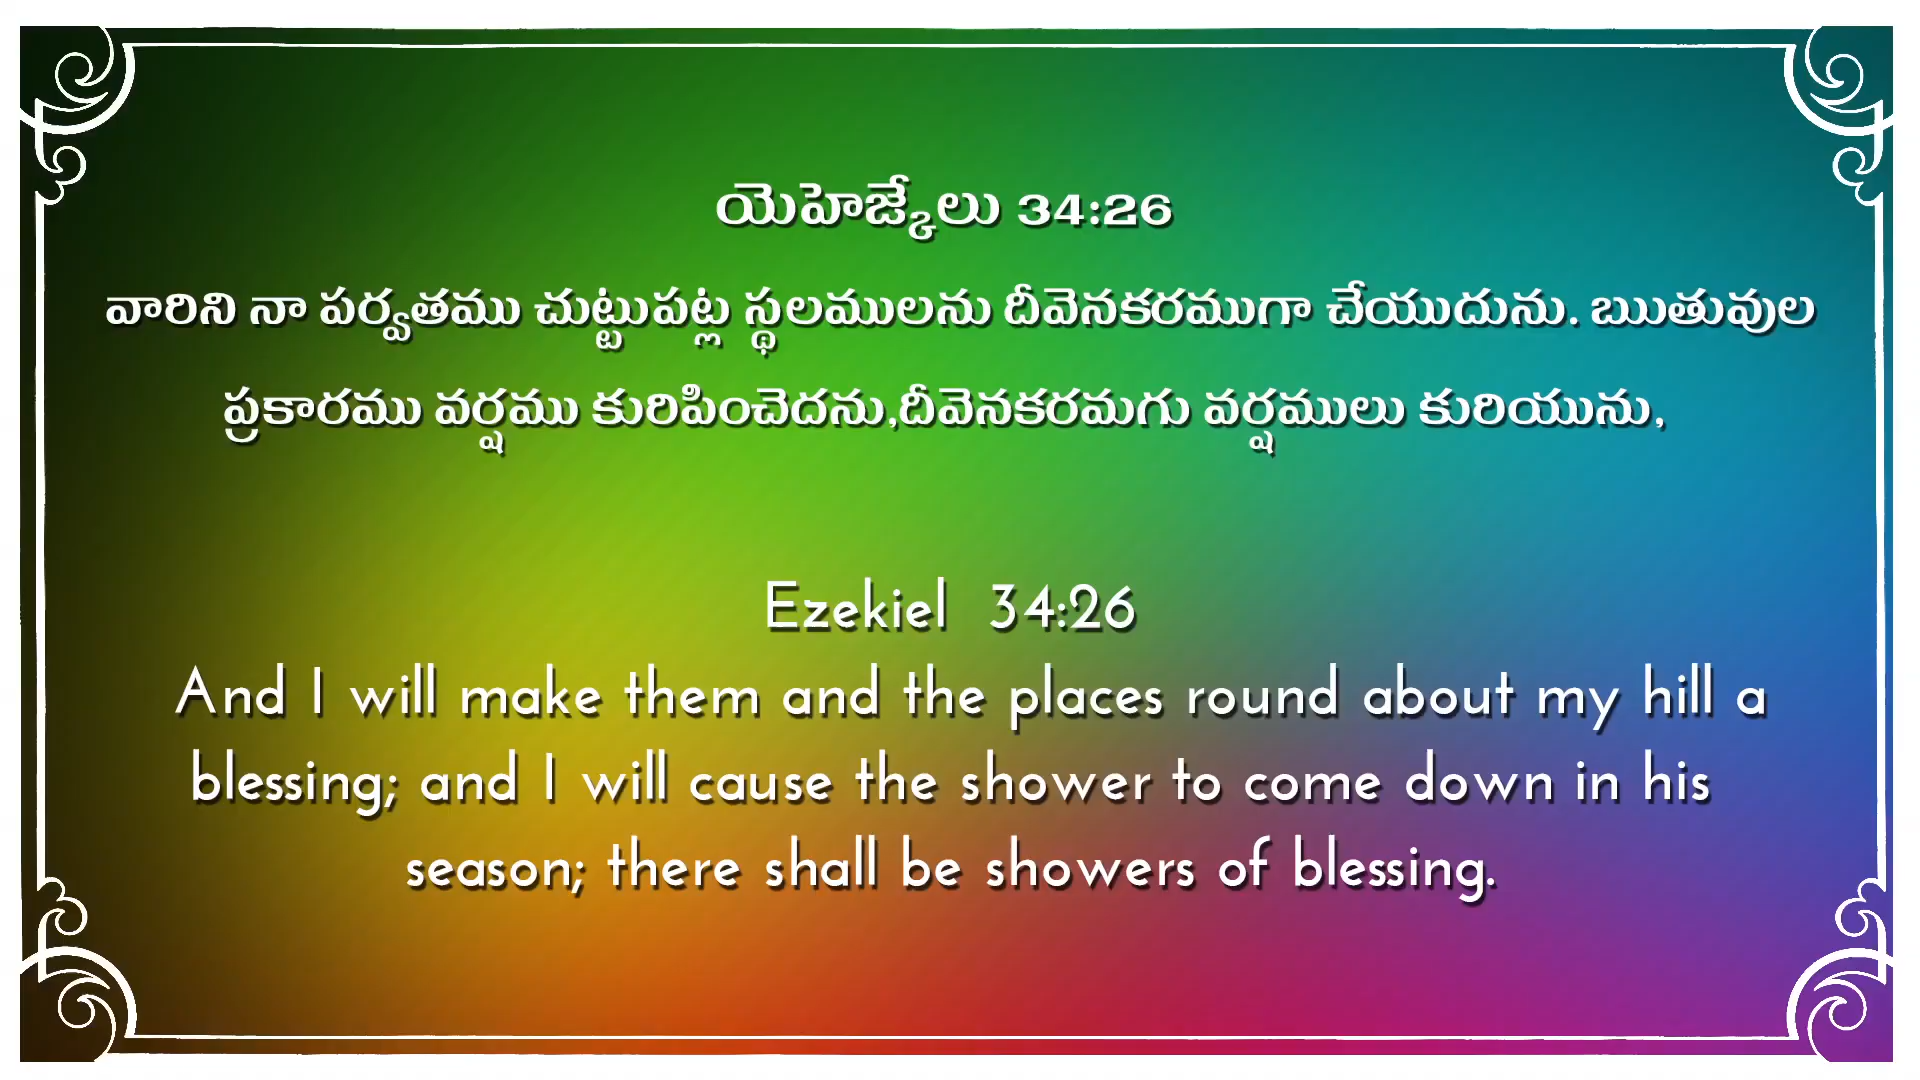 యెహెజ్కేలు 34:26
వారిని నా పర్వతము చుట్టుపట్ల స్థలములను దీవెనకరముగా చేయుదును. ఋతువుల
ప్రకారము వర్షము కురిపించెదను,దీవెనకరమగు వర్షములు కురియును,
Ezekiel 34:26
And I will make them and the places round about my hill a
blessing; and I will cause the shower to come down in his
season; there shall be showers of blessing.